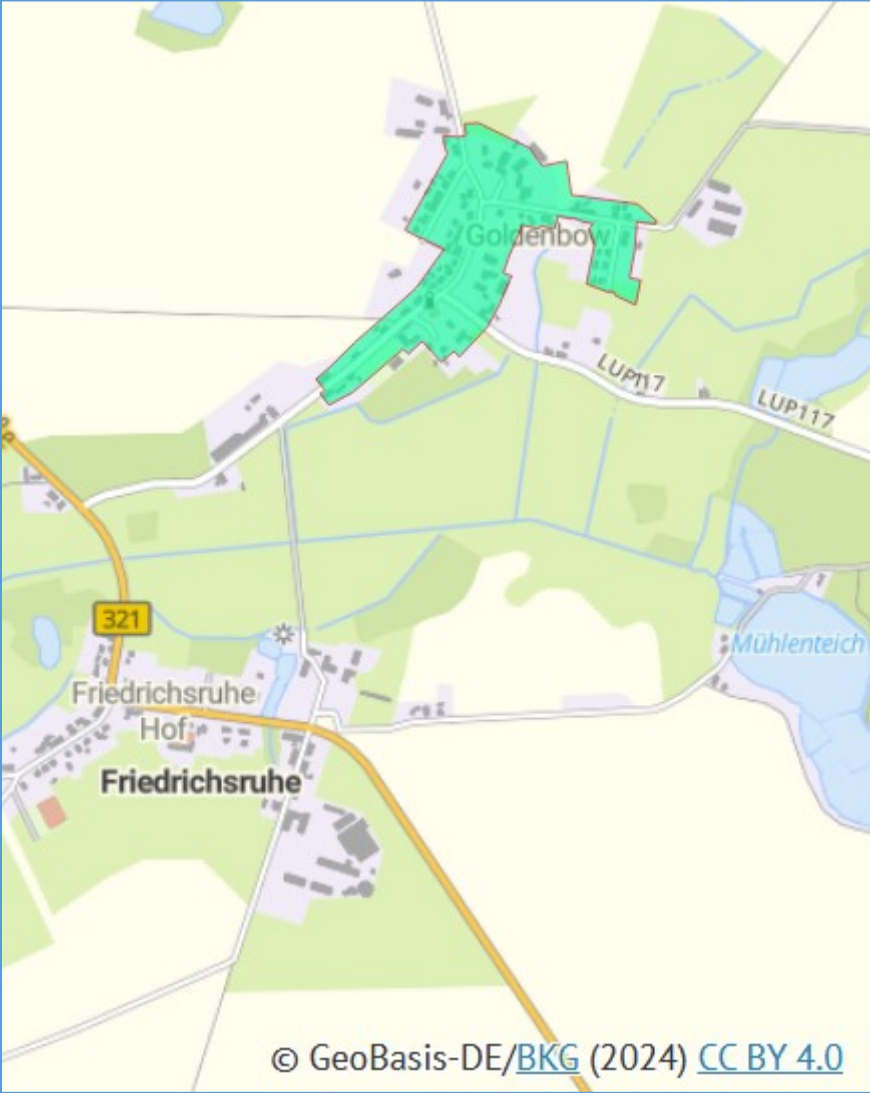 Goldenbow
LUP117
LUP117
321
Mühlenteich
Friedrichsruhe
Hof
Friedrichsruhe
© GeoBasis-DE/BKG (2024) CC BY 4.0